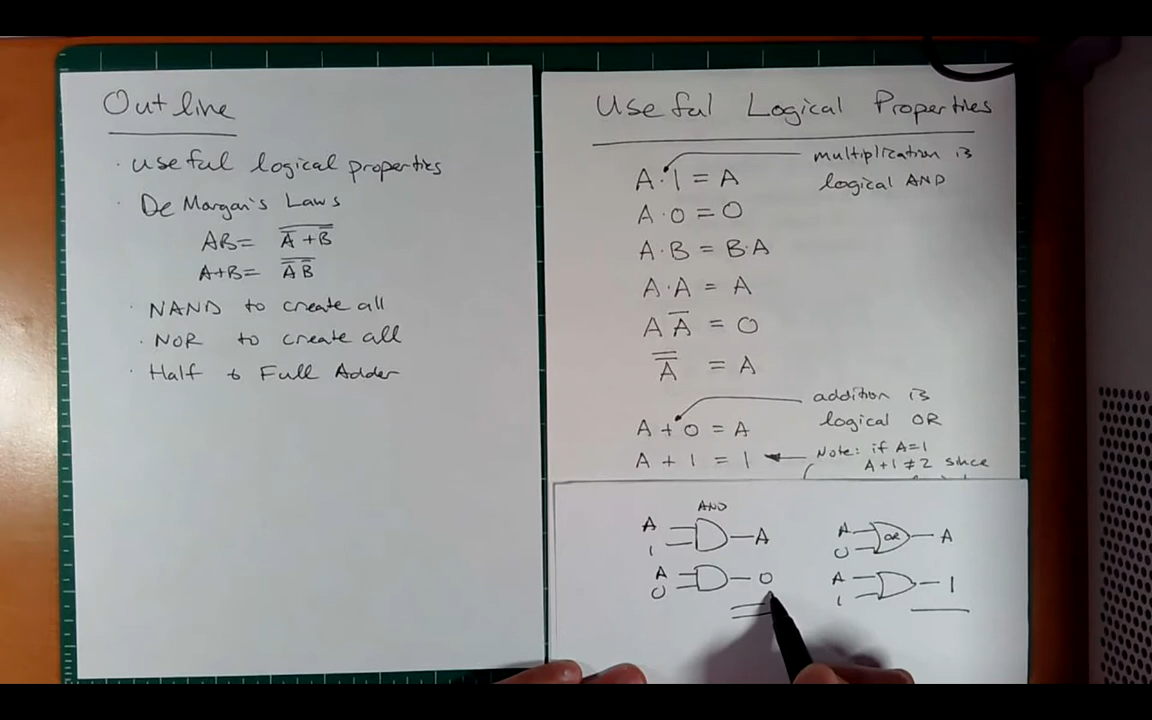 Outline
· useful logical properties
· De Morgan's Laws
AB = \overline{\overline{A} + \overline{B}}
A+B = \overline{\overline{A} \overline{B}}
· NAND to create all
· NOR to create all
· Half to Full Adder
Useful Logical Properties
multiplication is
logical AND
A·1 = A
A·0 = 0
A·B = B·A
A·A = A
A\overline{A} = 0
\overline{\overline{A}} = A
addition is
logical OR
A + 0 = A
A + 1 = 1
Note: if A=1
A+1 ≠ 2 since
AND
A
1
A
A
0
0
A
0
OR
A
A
1
1